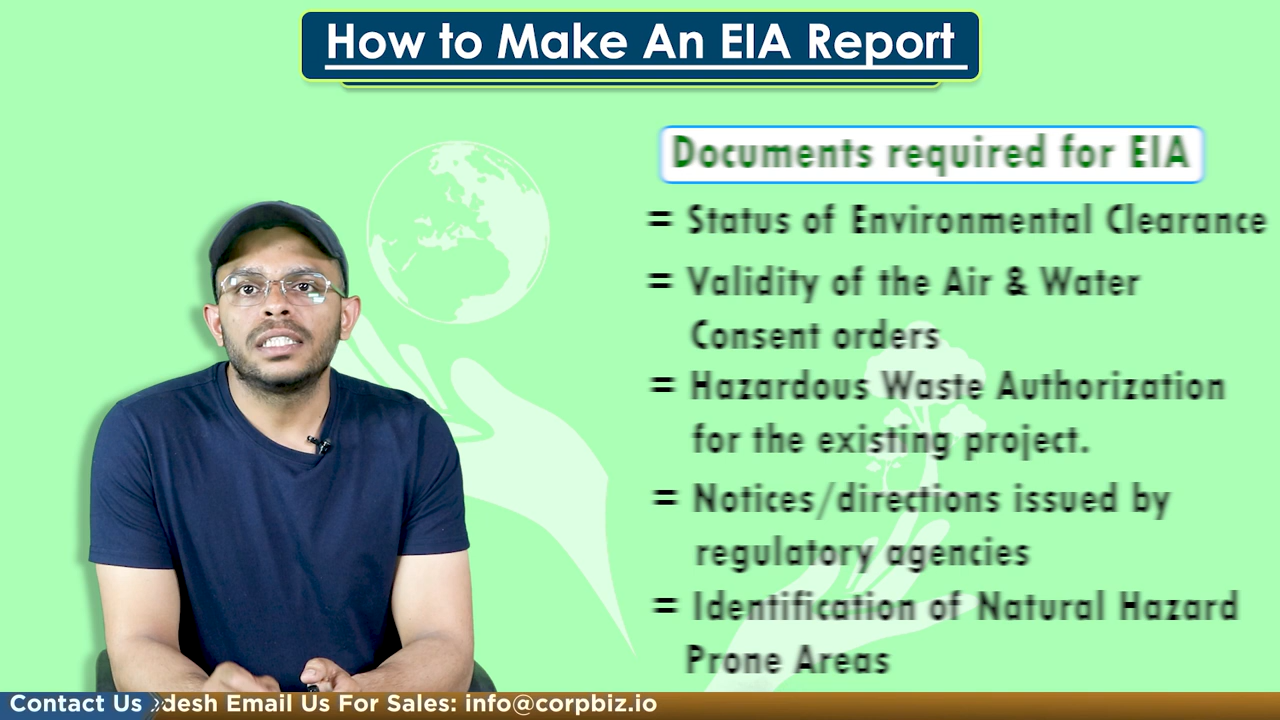 How to Make An EIA Report
Documents required for EIA
= Status of Environmental Clearance
= Validity of the Air & Water
Consent orders
= Hazardous Waste Authorization
for the existing project.
= Notices/directions issued by
regulatory agencies
= Identification of Natural Hazard
Prone Areas
Contact Us » desh Email Us For Sales: info@corpbiz.io